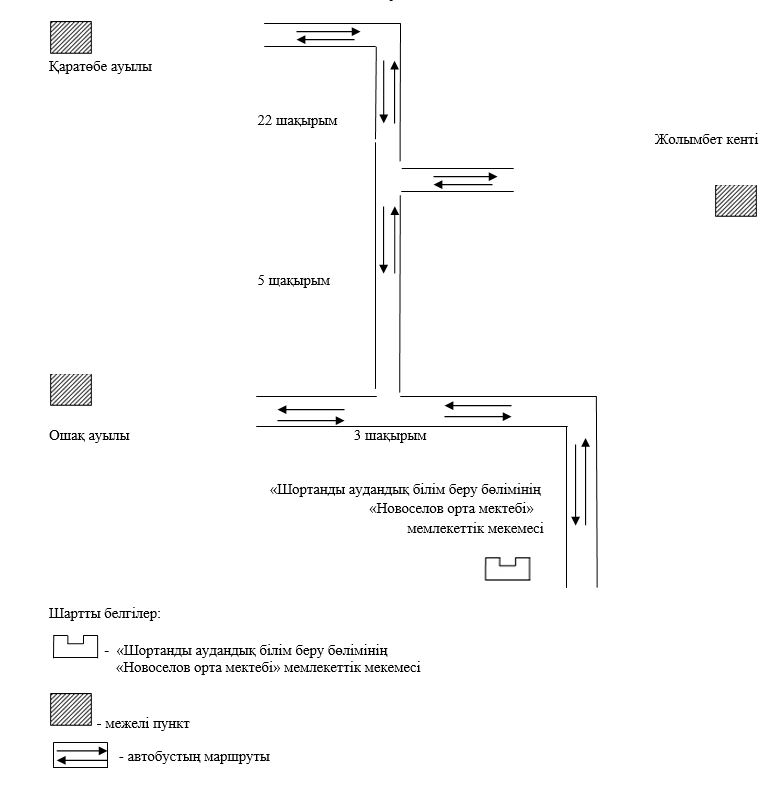 Қаратөбе ауылы
22 шақырым
Жолымбет кенті
5 щақырым
Ошақ ауылы
3 шақырым
«Шортанды аудандық білім беру бөлімінің
«Новоселов орта мектебі»
мемлекеттік мекемесі
Шартты белгілер:
- «Шортанды аудандық білім беру бөлімінің
«Новоселов орта мектебі» мемлекеттік мекемесі
- межелі пункт
- автобустың маршруты